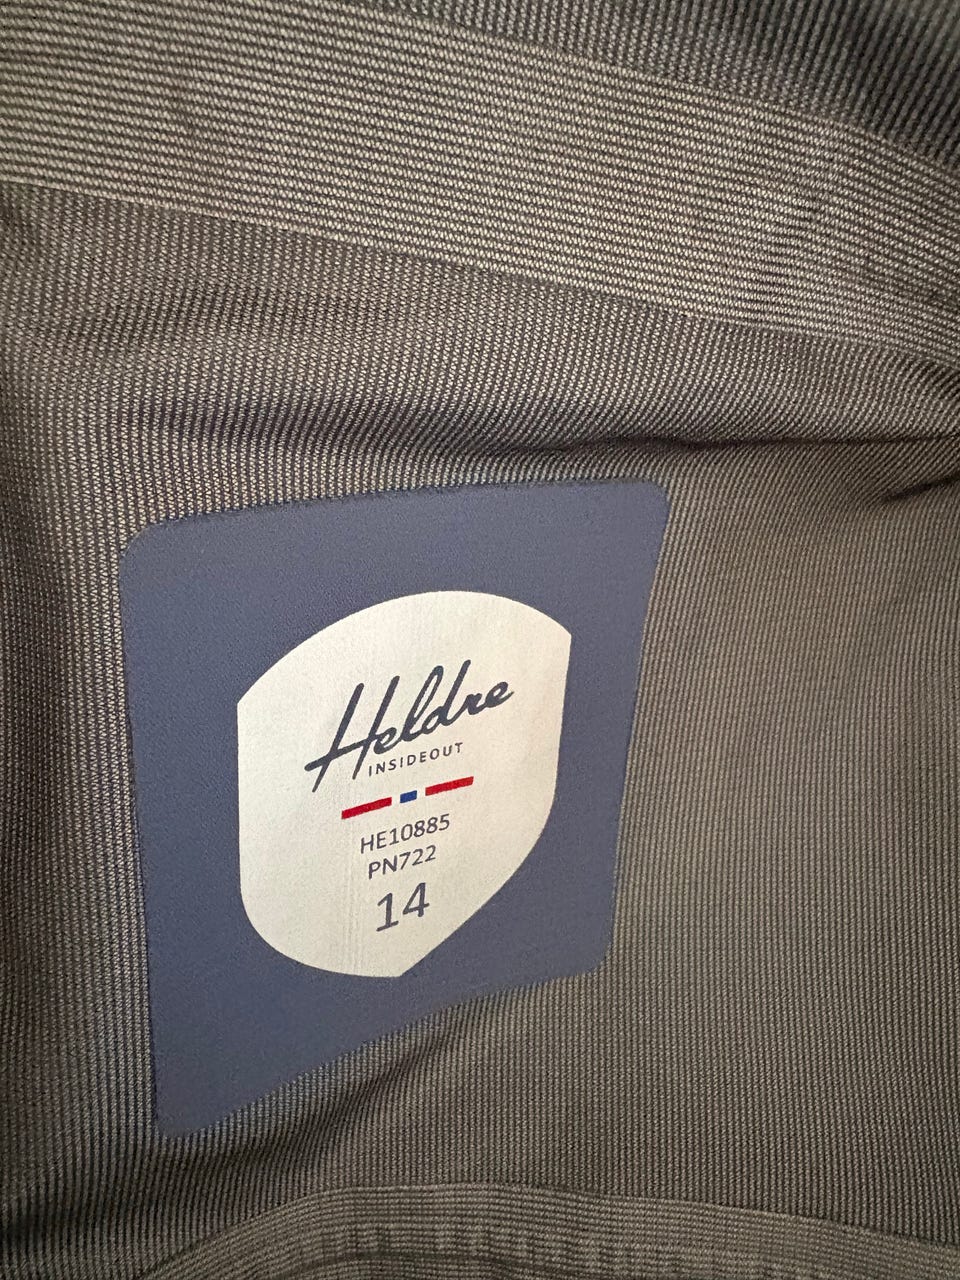 Heldre
INSIDEOUT
HE10885
PN722
14